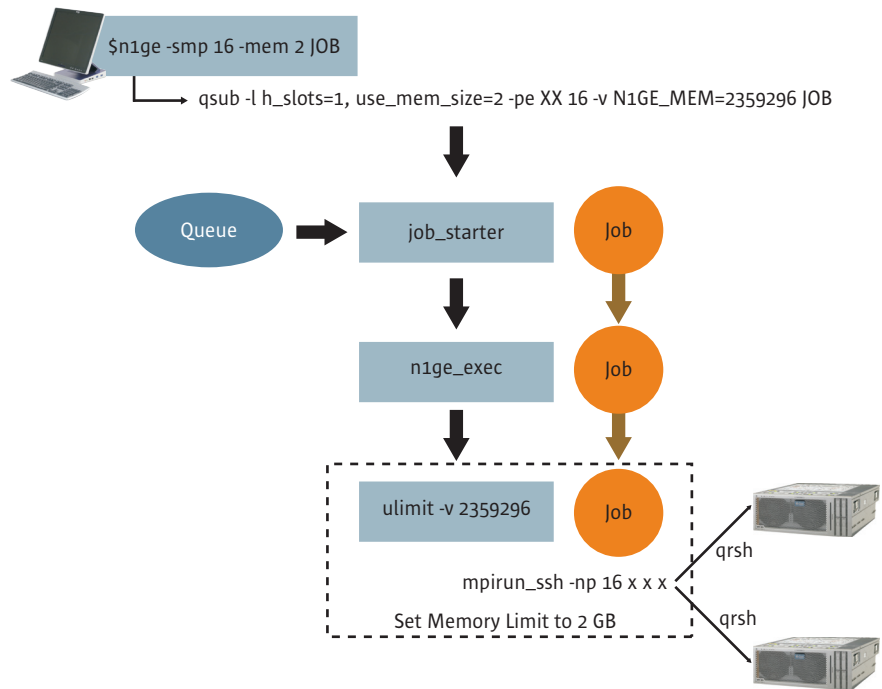 $n1ge -smp 16 -mem 2 JOB
qsub -l h_slots=1, use_mem_size=2 -pe XX 16 -v N1GE_MEM=2359296 JOB
Queue
job_starter
Job
n1ge_exec
Job
ulimit -v 2359296
Job
qrsh
mpirun_ssh -np 16 x x x
qrsh
Set Memory Limit to 2 GB